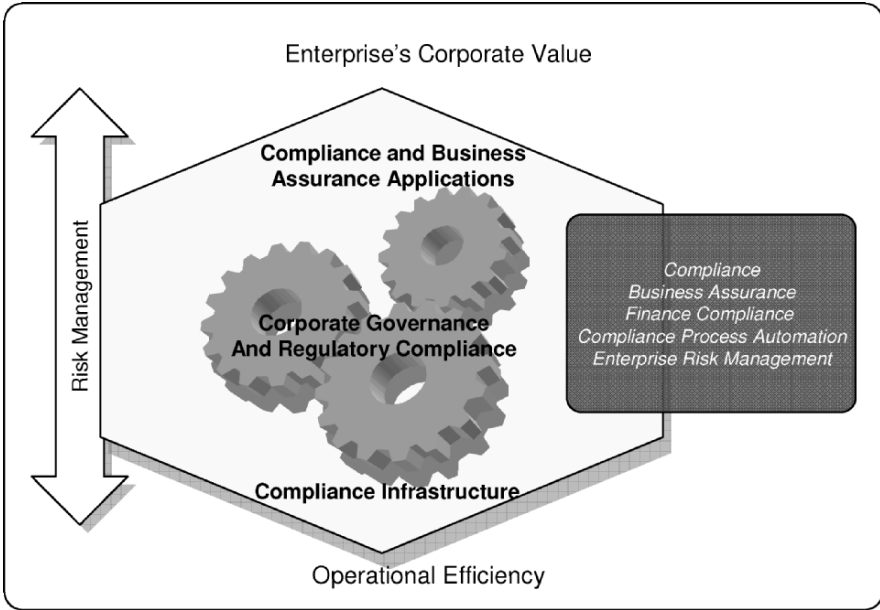 Enterprise's Corporate Value
Compliance and Business
Assurance Applications
Risk Management
Corporate Governance
And Regulatory Compliance
Compliance
Business Assurance
Finance Compliance
Compliance Process Automation
Enterprise Risk Management
Compliance Infrastructure
Operational Efficiency